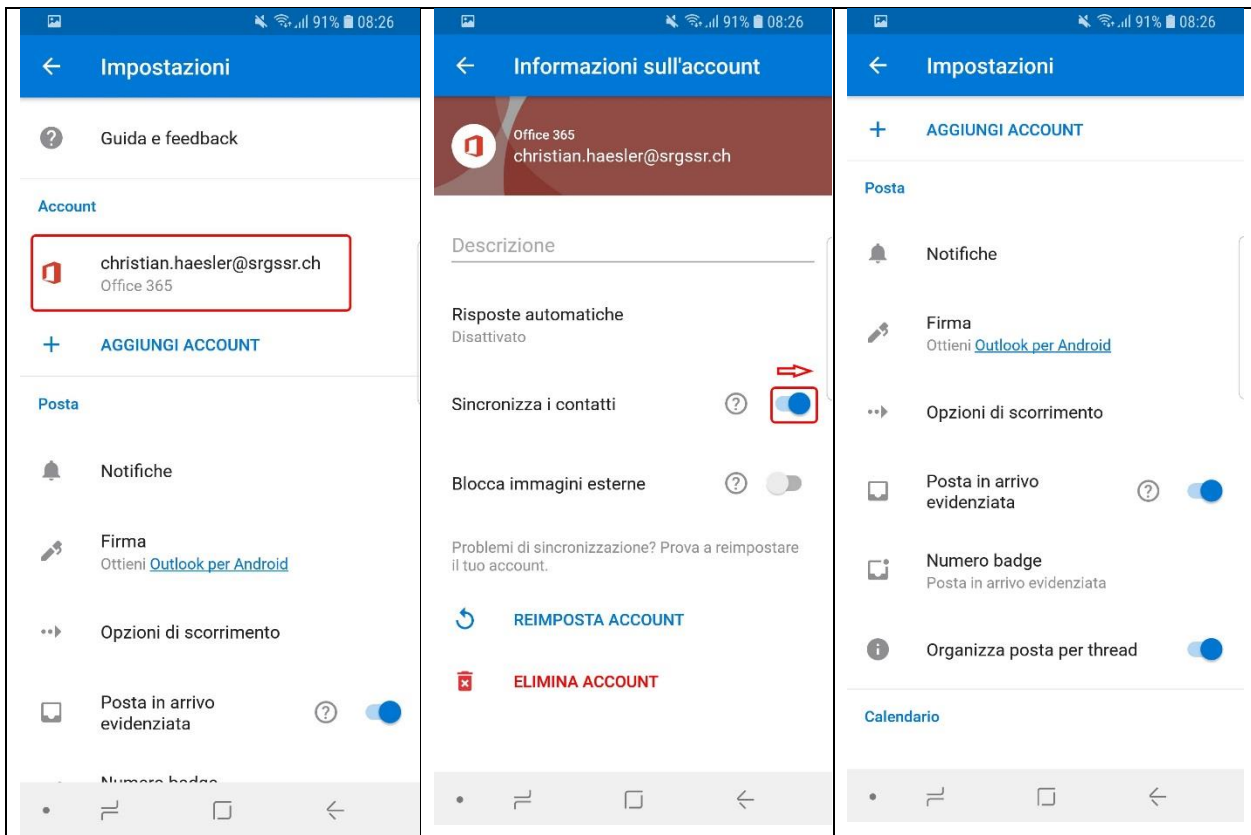 91% 08:26
Impostazioni
Guida e feedback
Account
christian.haesler@srgssr.ch
Office 365
+ AGGIUNGI ACCOUNT
Posta
Notifiche
Firma
Ottieni Outlook per Android
Opzioni di scorrimento
Posta in arrivo
evidenziata
Numero badge
91% 08:26
Informazioni sull'account
Office 365
christian.haesler@srgssr.ch
Descrizione
Risposte automatiche
Disattivato
Sincronizza i contatti
Blocca immagini esterne
Problemi di sincronizzazione? Prova a reimpostare
il tuo account.
REIMPOSTA ACCOUNT
ELIMINA ACCOUNT
91% 08:26
Impostazioni
+ AGGIUNGI ACCOUNT
Posta
Notifiche
Firma
Ottieni Outlook per Android
Opzioni di scorrimento
Posta in arrivo
evidenziata
Numero badge
Posta in arrivo evidenziata
Organizza posta per thread
Calendario